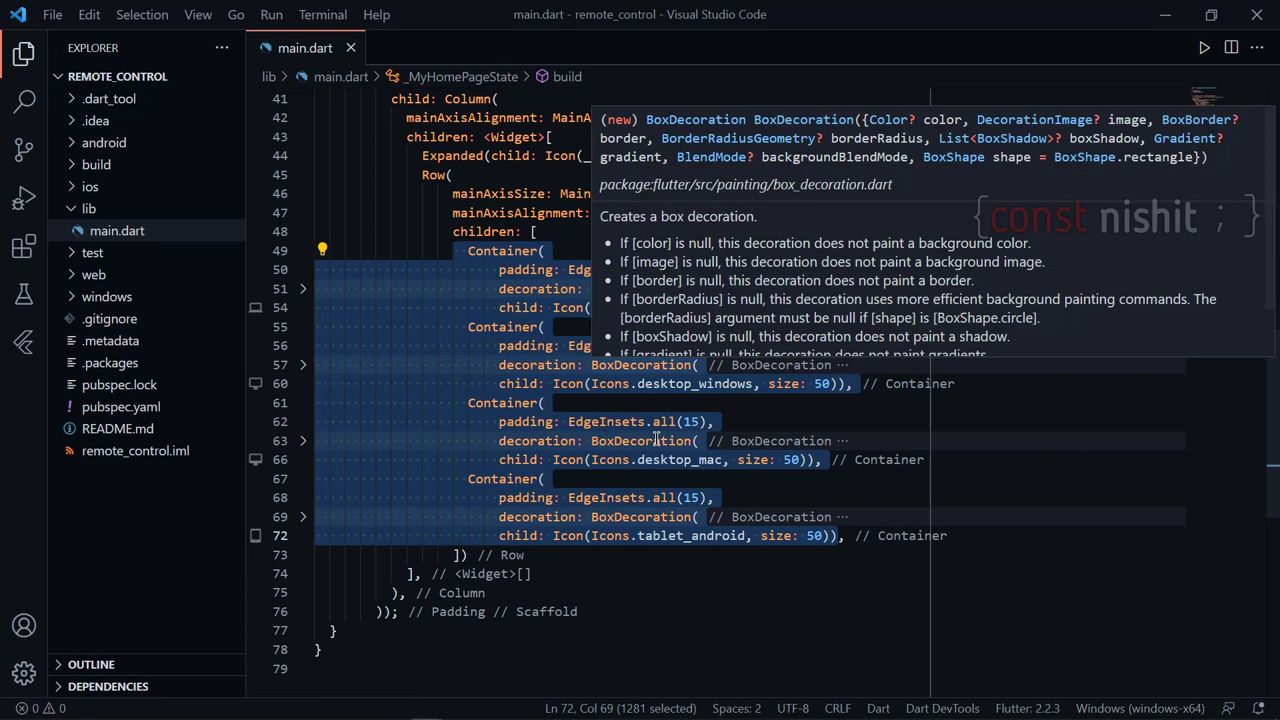 File Edit Selection View Go Run Terminal Help
main.dart - remote_control - Visual Studio Code
EXPLORER
REMOTE_CONTROL
.dart_tool
.idea
android
build
ios
lib
main.dart
test
web
windows
.gitignore
.metadata
.packages
pubspec.lock
pubspec.yaml
README.md
remote_control.iml
OUTLINE
DEPENDENCIES
main.dart
lib > main.dart > _MyHomePageState > build
41 child: Column(
42 mainAxisAlignment: MainA
43 children: <Widget>[
44 Expanded(child: Icon(_
45 Row(
46 mainAxisSize: Main
47 mainAxisAlignment:
48 children: [
49 Container(
50 padding: Edg
51 decoration:
54 child: Icon(
55 Container(
56 padding: Edg
57 decoration: BoxDecoration( // BoxDecoration ···
60 child: Icon(Icons.desktop_windows, size: 50)), // Container
61 Container(
62 padding: EdgeInsets.all(15),
63 decoration: BoxDecoration( // BoxDecoration ···
66 child: Icon(Icons.desktop_mac, size: 50)), // Container
67 Container(
68 padding: EdgeInsets.all(15),
69 decoration: BoxDecoration( // BoxDecoration ···
72 child: Icon(Icons.tablet_android, size: 50)), // Container
73 ]) // Row
74 ], // <Widget>[]
75 ), // Column
76 )); // Padding // Scaffold
77 }
78 }
79
(new) BoxDecoration BoxDecoration({Color? color, DecorationImage? image, BoxBorder?
border, BorderRadiusGeometry? borderRadius, List<BoxShadow>? boxShadow, Gradient?
gradient, BlendMode? backgroundBlendMode, BoxShape shape = BoxShape.rectangle})
package:flutter/src/painting/box_decoration.dart
Creates a box decoration.
{const nishit ; }
• If [color] is null, this decoration does not paint a background color.
• If [image] is null, this decoration does not paint a background image.
• If [border] is null, this decoration does not paint a border.
• If [borderRadius] is null, this decoration uses more efficient background painting commands. The
[borderRadius] argument must be null if [shape] is [BoxShape.circle].
• If [boxShadow] is null, this decoration does not paint a shadow.
• If [gradient] is null, this decoration does not paint gradients
0 0
Ln 72, Col 69 (1281 selected) Spaces: 2 UTF-8 CRLF Dart Dart DevTools Flutter: 2.2.3 Windows (windows-x64)